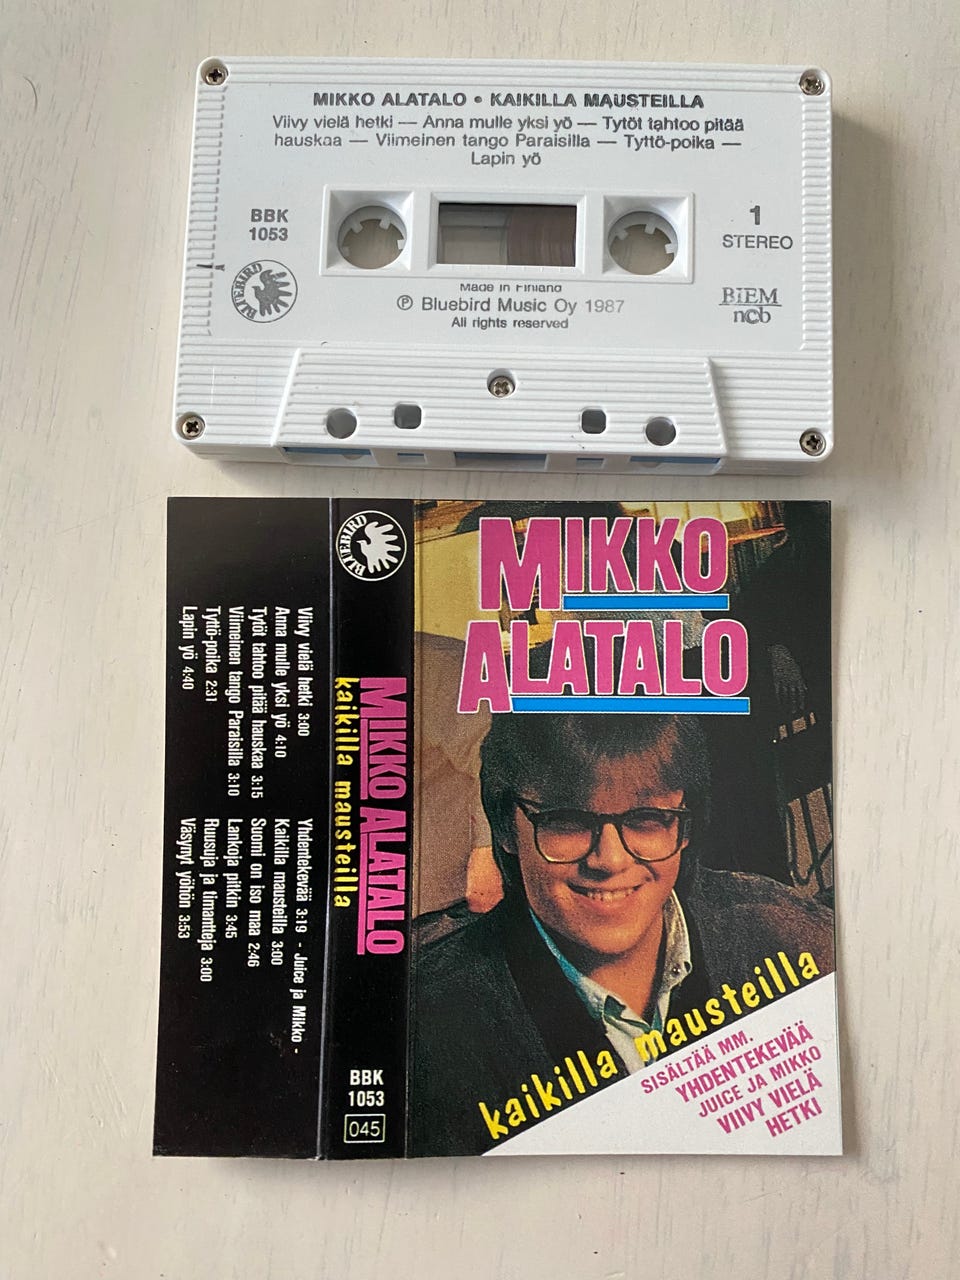 MIKKO ALATALO • KAIKILLA MAUSTEILLA
Viivy vielä hetki — Anna mulle yksi yö — Tytöt tahtoo pitää
hauskaa — Viimeinen tango Paraisilla — Tyttö-poika —
Lapin yö
BBK
1053
BLUEBIRD
1
STEREO
BIEM
ncb
Made in Finland
Ⓟ Bluebird Music Oy 1987
All rights reserved
Viivy vielä hetki 3:00
Anna mulle yksi yö 4:10
Tytöt tahtoo pitää hauskaa 3:15
Viimeinen tango Paraisilla 3:10
Tyttö-poika 2:31
Lapin yö 4:40
Yhdentekevää 3:19 - Juice ja Mikko -
Kaikilla mausteilla 3:00
Suomi on iso maa 2:46
Lankoja pitkin 3:45
Ruusuja ja timantteja 3:00
Väsynyt yöhön 3:53
BLUEBIRD
MIKKO ALATALO
kaikilla mausteilla
BBK
1053
045
MIKKO
ALATALO
kaikilla mausteilla
SISÄLTÄÄ MM.
YHDENTEKEVÄÄ
JUICE JA MIKKO
VIIVY VIELÄ
HETKI